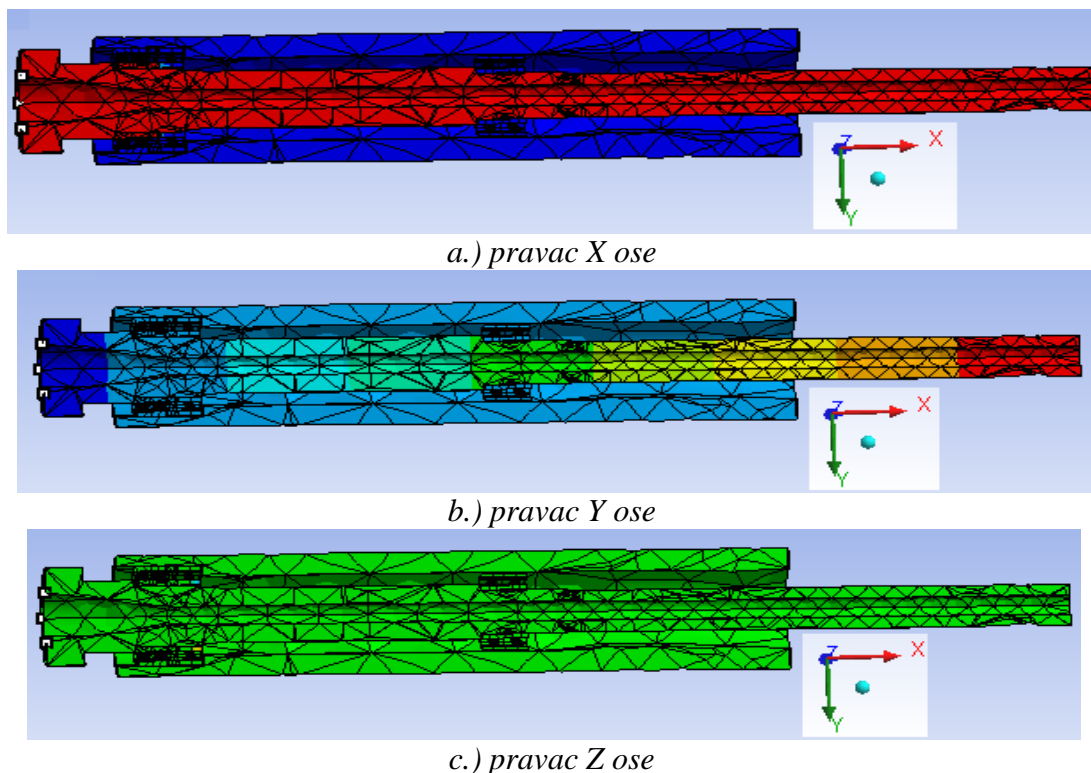 Z
X
Y
a.) pravac X ose
Z
X
Y
b.) pravac Y ose
Z
X
Y
c.) pravac Z ose